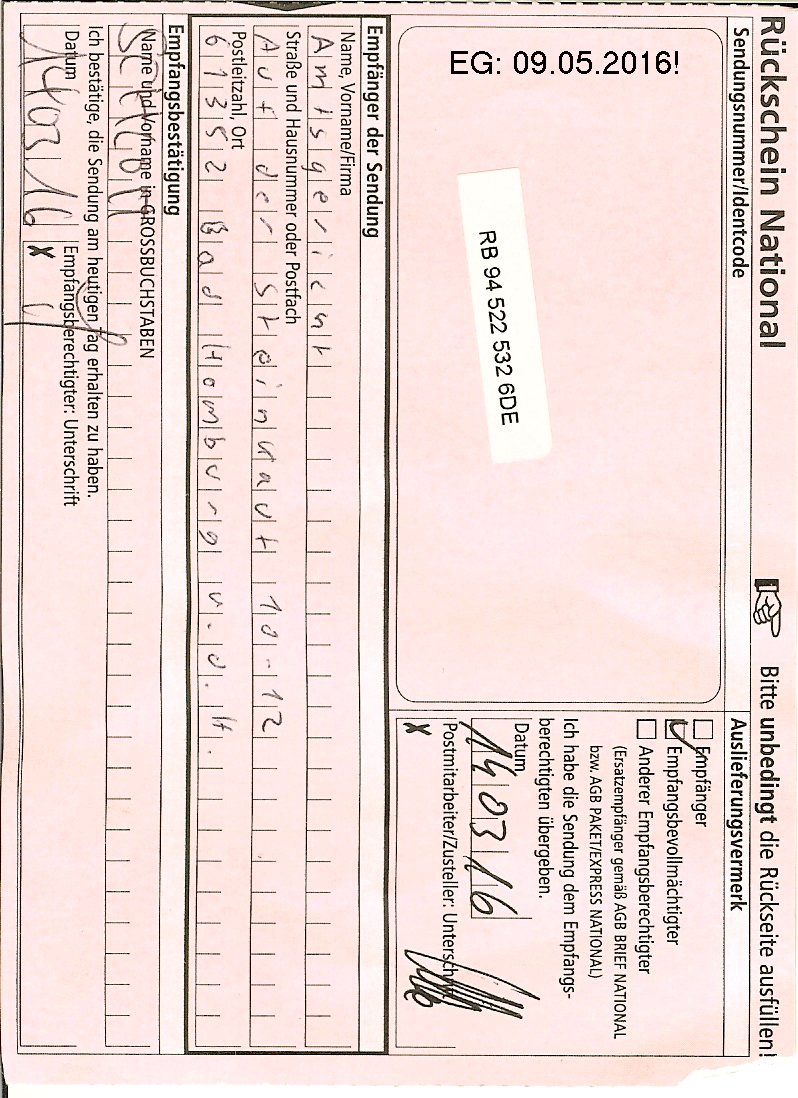 EG: 09.05.2016!
Rückschein National
Bitte unbedingt die Rückseite ausfüllen!
Sendungsnummer/Identcode
RB 94 522 532 6DE
Auslieferungsvermerk
Empfänger
Empfangsbevollmächtigter
Anderer Empfangsberechtigter
(Ersatzempfänger gemäß AGB BRIEF NATIONAL
bzw. AGB PAKET/EXPRESS NATIONAL)
Ich habe die Sendung dem Empfangs-
berechtigten übergeben.
Datum
14 03 16
Postmitarbeiter/Zusteller: Unterschrift
x
Empfänger der Sendung
Name, Vorname/Firma
Amtsgericht
Straße und Hausnummer oder Postfach
Auf der Steinkaut 10-12
Postleitzahl, Ort
61352 Bad Homburg v.d.H.
Empfangsbestätigung
Name und Vorname in GROSSBUCHSTABEN
Ich bestätige, die Sendung am heutigen Tag erhalten zu haben.
Datum
Empfangsberechtigter: Unterschrift
14 03 16
x